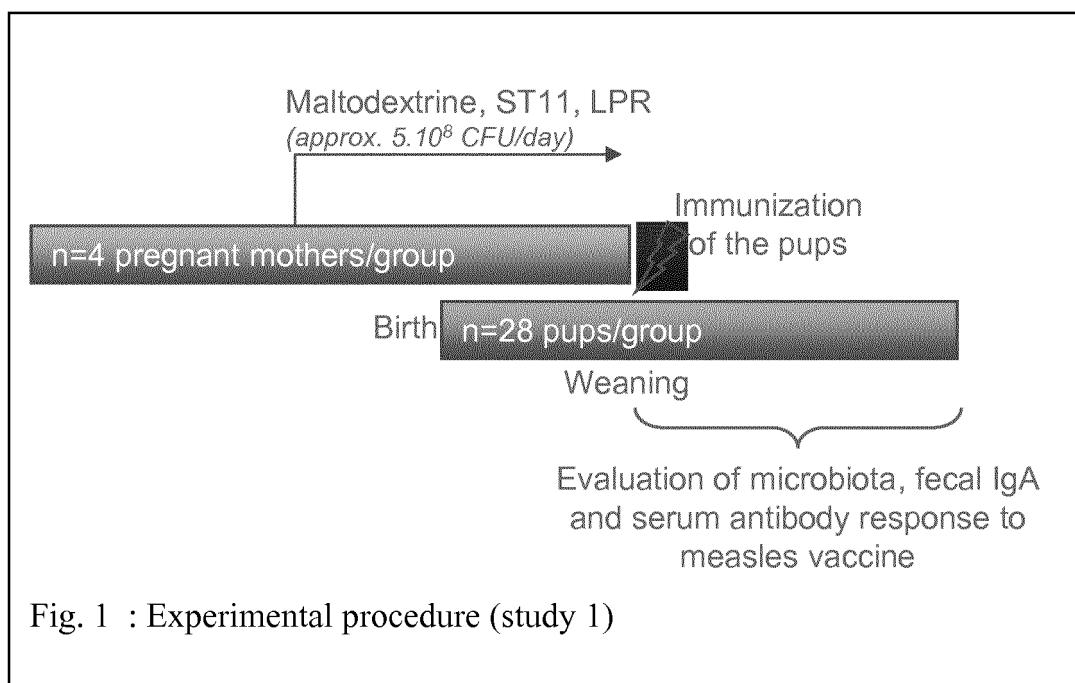 Maltodextrine, ST11, LPR
(approx. 5.10⁸ CFU/day)
Immunization
of the pups
n=4 pregnant mothers/group
Birth
n=28 pups/group
Weaning
Evaluation of microbiota, fecal IgA
and serum antibody response to
measles vaccine
Fig. 1 : Experimental procedure (study 1)